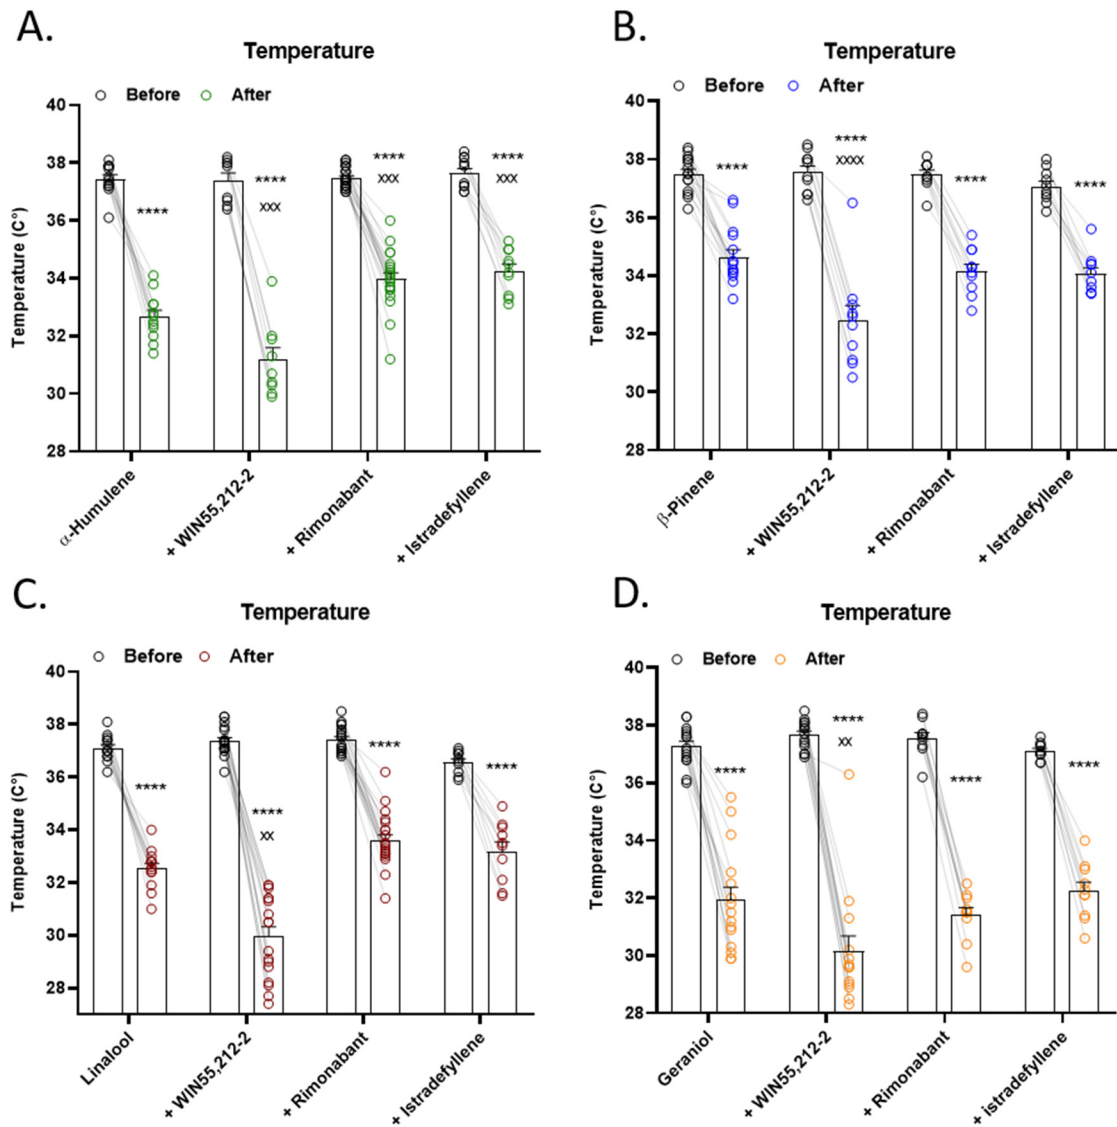 A.
Temperature
Before After
Temperature (C°)
40
38
36
34
32
30
28
****
****
XXX
****
XXX
****
XXX
α-Humulene
+ WIN55,212-2
+ Rimonabant
+ Istradefyllene
B.
Temperature
Before After
Temperature (C°)
40
38
36
34
32
30
28
****
****
XXXX
****
****
β-Pinene
+ WIN55,212-2
+ Rimonabant
+ Istradefyllene
C.
Temperature
Before After
Temperature (C°)
40
38
36
34
32
30
28
****
****
XX
****
****
Linalool
+ WIN55,212-2
+ Rimonabant
+ Istradefyllene
D.
Temperature
Before After
Temperature (C°)
40
38
36
34
32
30
28
****
****
XX
****
****
Geraniol
+ WIN55,212-2
+ Rimonabant
+ istradefyllene